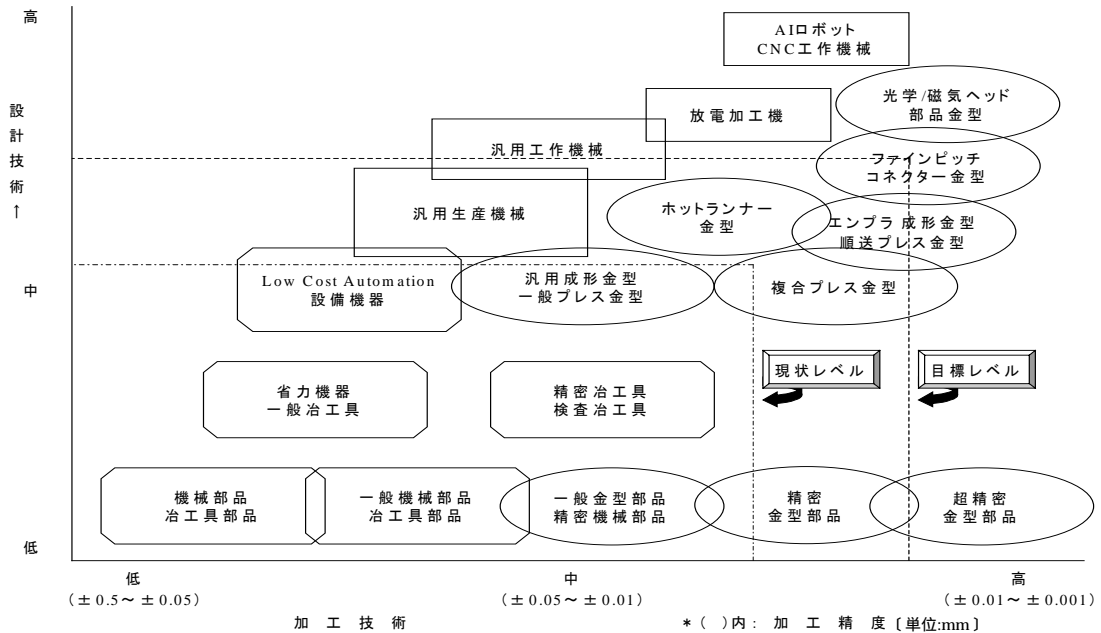 高
AIロボット
CNC工作機械
光学/磁気ヘッド
部品金型
設計技術↑
放電加工機
汎用工作機械
ファインピッチ
コネクター金型
汎用生産機械
ホットランナー
金型
エンプラ成形金型
順送プレス金型
中
Low Cost Automation
設備機器
汎用成形金型
一般プレス金型
複合プレス金型
現状レベル
目標レベル
省力機器
一般冶工具
精密冶工具
検査冶工具
機械部品
冶工具部品
一般機械部品
冶工具部品
一般金型部品
精密機械部品
精密
金型部品
超精密
金型部品
低
低
中
高
(±0.5～±0.05)
(±0.05～±0.01)
(±0.01～±0.001)
加工技術
*( )内：加工精度〔単位:mm〕